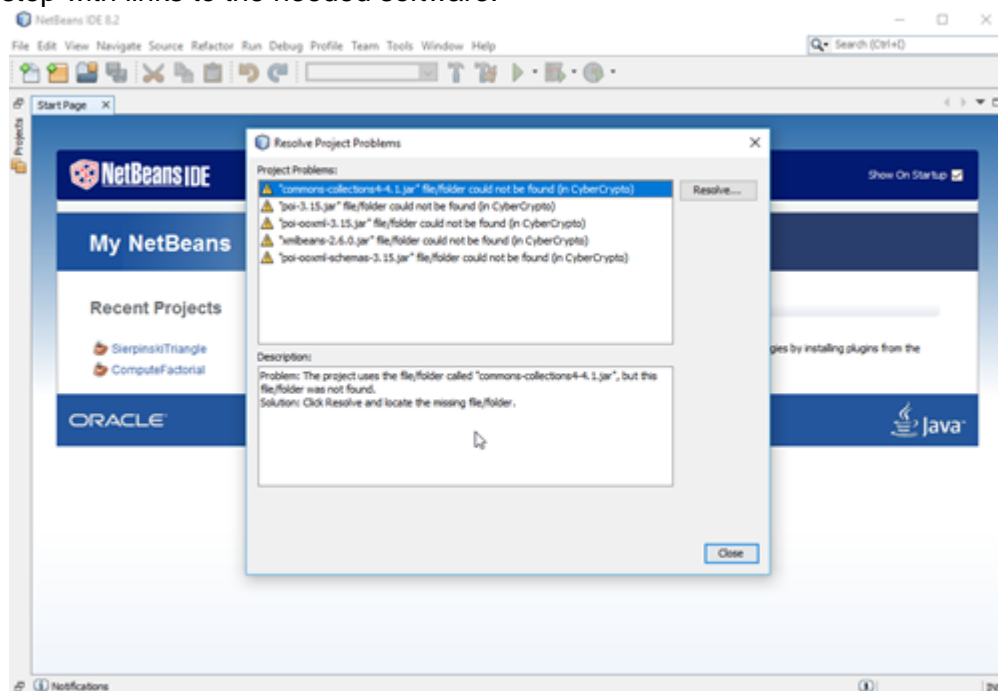 step with links to the needed software.
NetBeans IDE 8.2
File Edit View Navigate Source Refactor Run Debug Profile Team Tools Window Help
Search (Ctrl+I)
Start Page
Projects
Resolve Project Problems
NetBeans IDE
Show On Startup
Project Problems:
"commons-collections4-4.1.jar" file/folder could not be found (in CyberCrypto)
Resolve...
"poi-3.15.jar" file/folder could not be found (in CyberCrypto)
"poi-ooxml-3.15.jar" file/folder could not be found (in CyberCrypto)
"xmlbeans-2.6.0.jar" file/folder could not be found (in CyberCrypto)
"poi-ooxml-schemas-3.15.jar" file/folder could not be found (in CyberCrypto)
My NetBeans
Recent Projects
SierpinskiTriangle
ComputeFactorial
gies by installing plugins from the
Description:
Problem: The project uses the file/folder called "commons-collections4-4.1.jar", but this
file/folder was not found.
Solution: Click Resolve and locate the missing file/folder.
ORACLE
Java
Close
Notifications